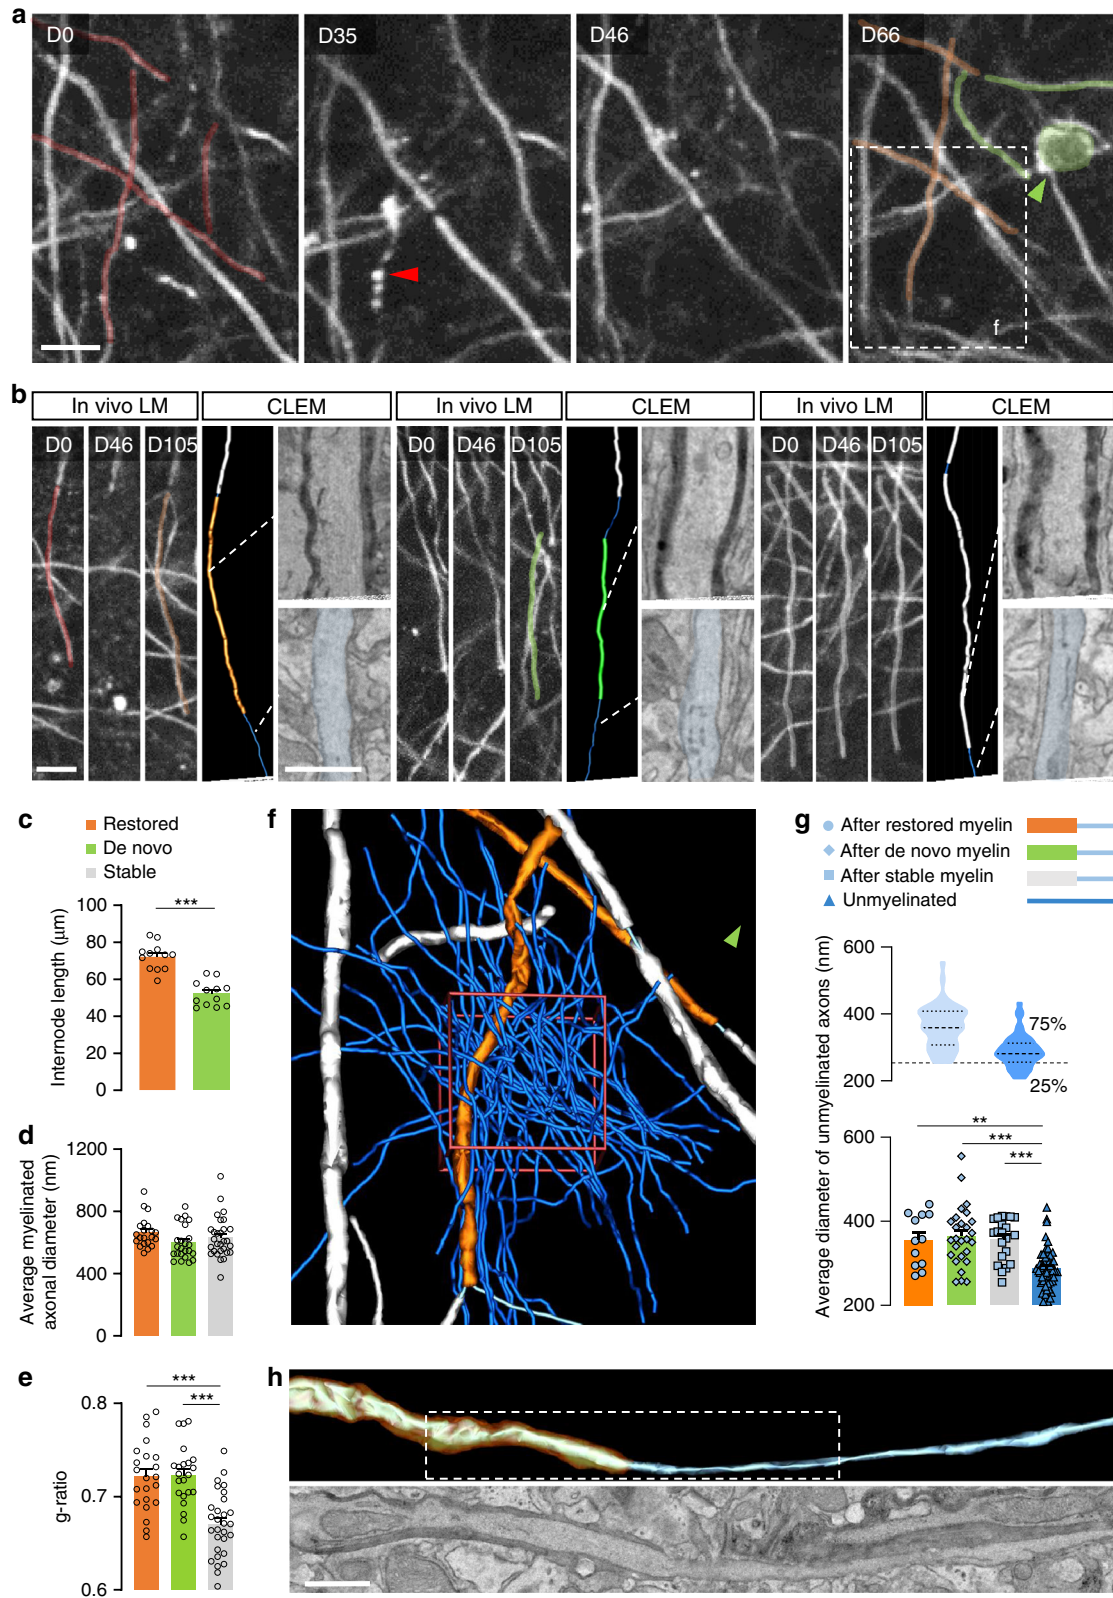 a
D0
D35
D46
D66
f
b
In vivo LM
CLEM
In vivo LM
CLEM
In vivo LM
CLEM
D0
D46
D105
D0
D46
D105
D0
D46
D105
c
Restored
De novo
Stable
Internode length (µm)
100
80
60
40
20
0
***
d
Average myelinated
axonal diameter (nm)
1200
800
400
0
e
g-ratio
0.8
0.7
0.6
***
***
f
g
After restored myelin
After de novo myelin
After stable myelin
Unmyelinated
Average diameter of unmyelinated axons (nm)
600
400
200
75%
25%
600
400
200
**
***
***
h